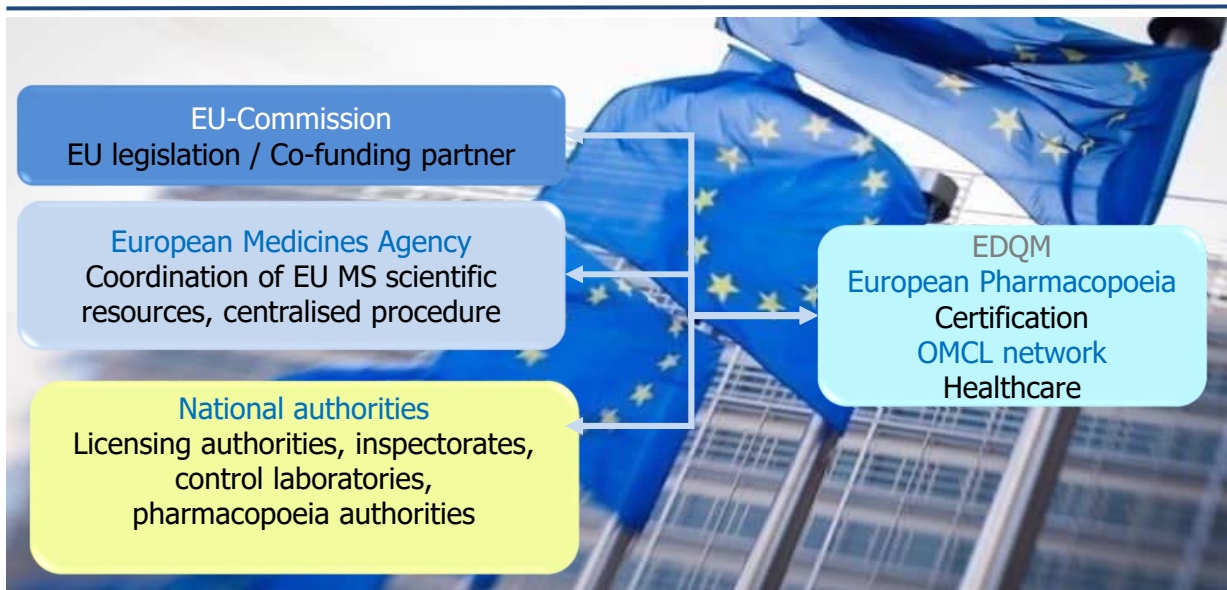 EU-Commission
EU legislation / Co-funding partner
European Medicines Agency
Coordination of EU MS scientific
resources, centralised procedure
National authorities
Licensing authorities, inspectorates,
control laboratories,
pharmacopoeia authorities
EDQM
European Pharmacopoeia
Certification
OMCL network
Healthcare